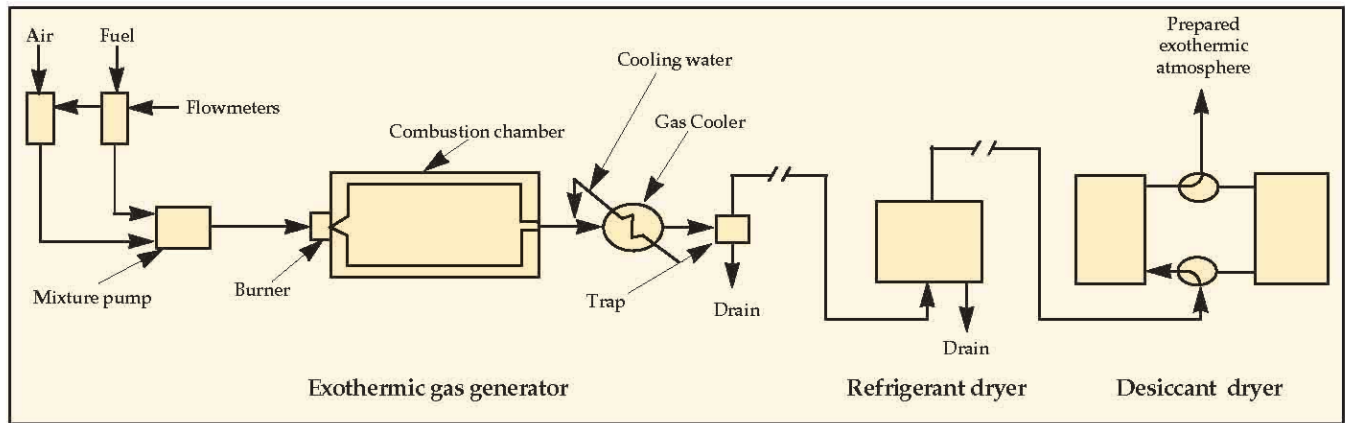 Air
Fuel
Flowmeters
Combustion chamber
Cooling water
Gas Cooler
Prepared
exothermic
atmosphere
Mixture pump
Burner
Trap
Drain
Drain
Exothermic gas generator
Refrigerant dryer
Desiccant dryer